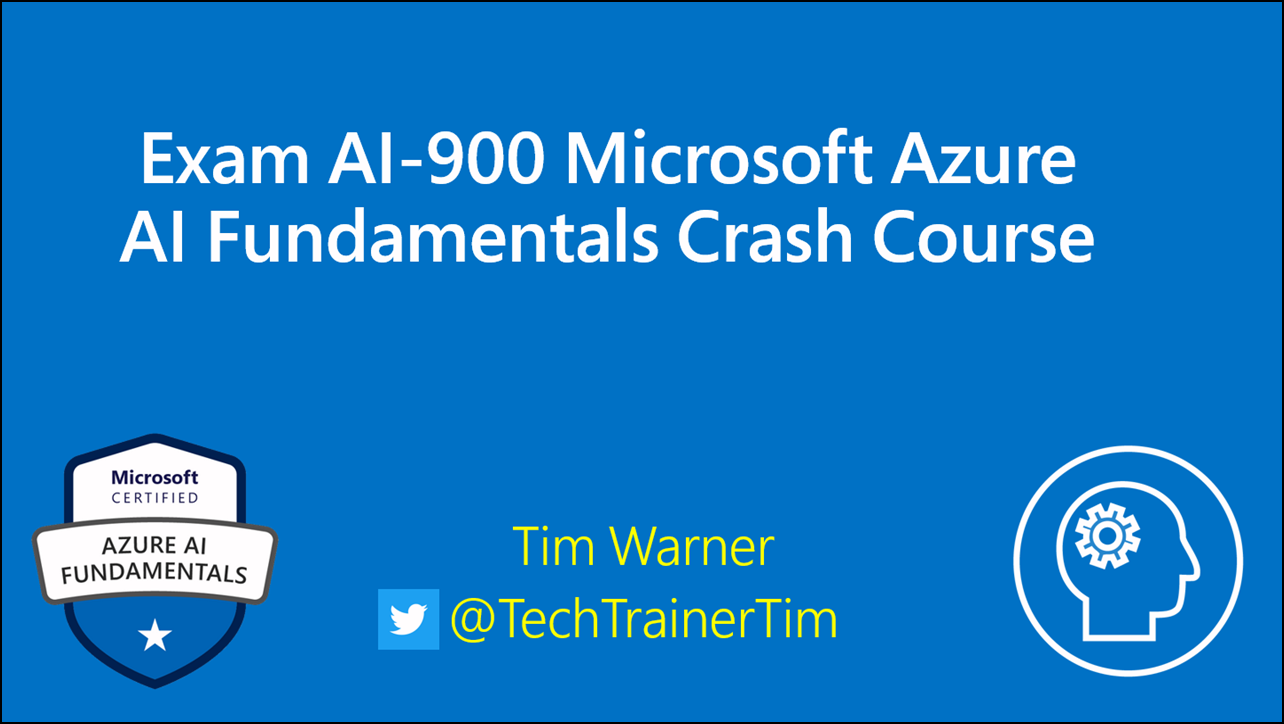 Exam AI-900 Microsoft Azure
AI Fundamentals Crash Course
Microsoft
CERTIFIED
AZURE AI
FUNDAMENTALS
Tim Warner
@TechTrainerTim